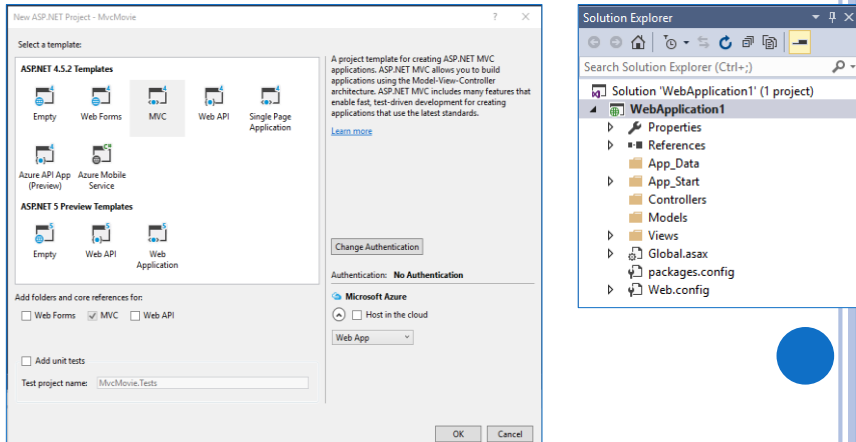 New ASP.NET Project - MvcMovie
Select a template:
ASP.NET 4.5.2 Templates
Empty
Web Forms
MVC
Web API
Single Page
Application
Azure API App
(Preview)
Azure Mobile
Service
ASP.NET 5 Preview Templates
Empty
Web API
Web
Application
A project template for creating ASP.NET MVC
applications. ASP.NET MVC allows you to build
applications using the Model-View-Controller
architecture. ASP.NET MVC includes many features that
enable fast, test-driven development for creating
applications that use the latest standards.
Learn more
Change Authentication
Authentication: No Authentication
Microsoft Azure
Host in the cloud
Web App
Add folders and core references for:
Web Forms MVC Web API
Add unit tests
Test project name: MvcMovie.Tests
OK Cancel
Solution Explorer
Search Solution Explorer (Ctrl+;)
Solution 'WebApplication1' (1 project)
WebApplication1
Properties
References
App_Data
App_Start
Controllers
Models
Views
Global.asax
packages.config
Web.config